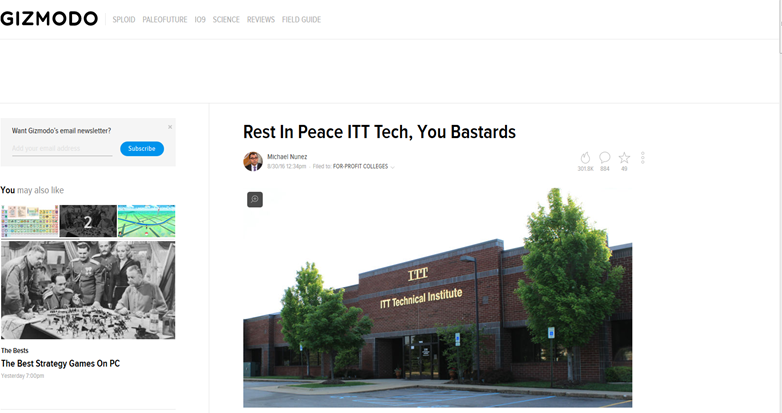 GIZMODO
SPLOID PALEOFUTURE IO9 SCIENCE REVIEWS FIELD GUIDE
Want Gizmodo's email newsletter?
×
Add your email address
Subscribe
You may also like
2
The Bests
The Best Strategy Games On PC
Yesterday 7:00pm
Rest In Peace ITT Tech, You Bastards
Michael Nunez
8/30/16 12:24pm · Filed to: FOR-PROFIT COLLEGES
301.8K 884 49
ITT
ITT Technical Institute